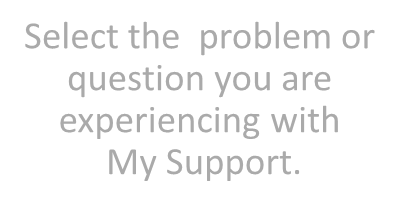 Select the  problem or
question you are
experiencing with
My Support.